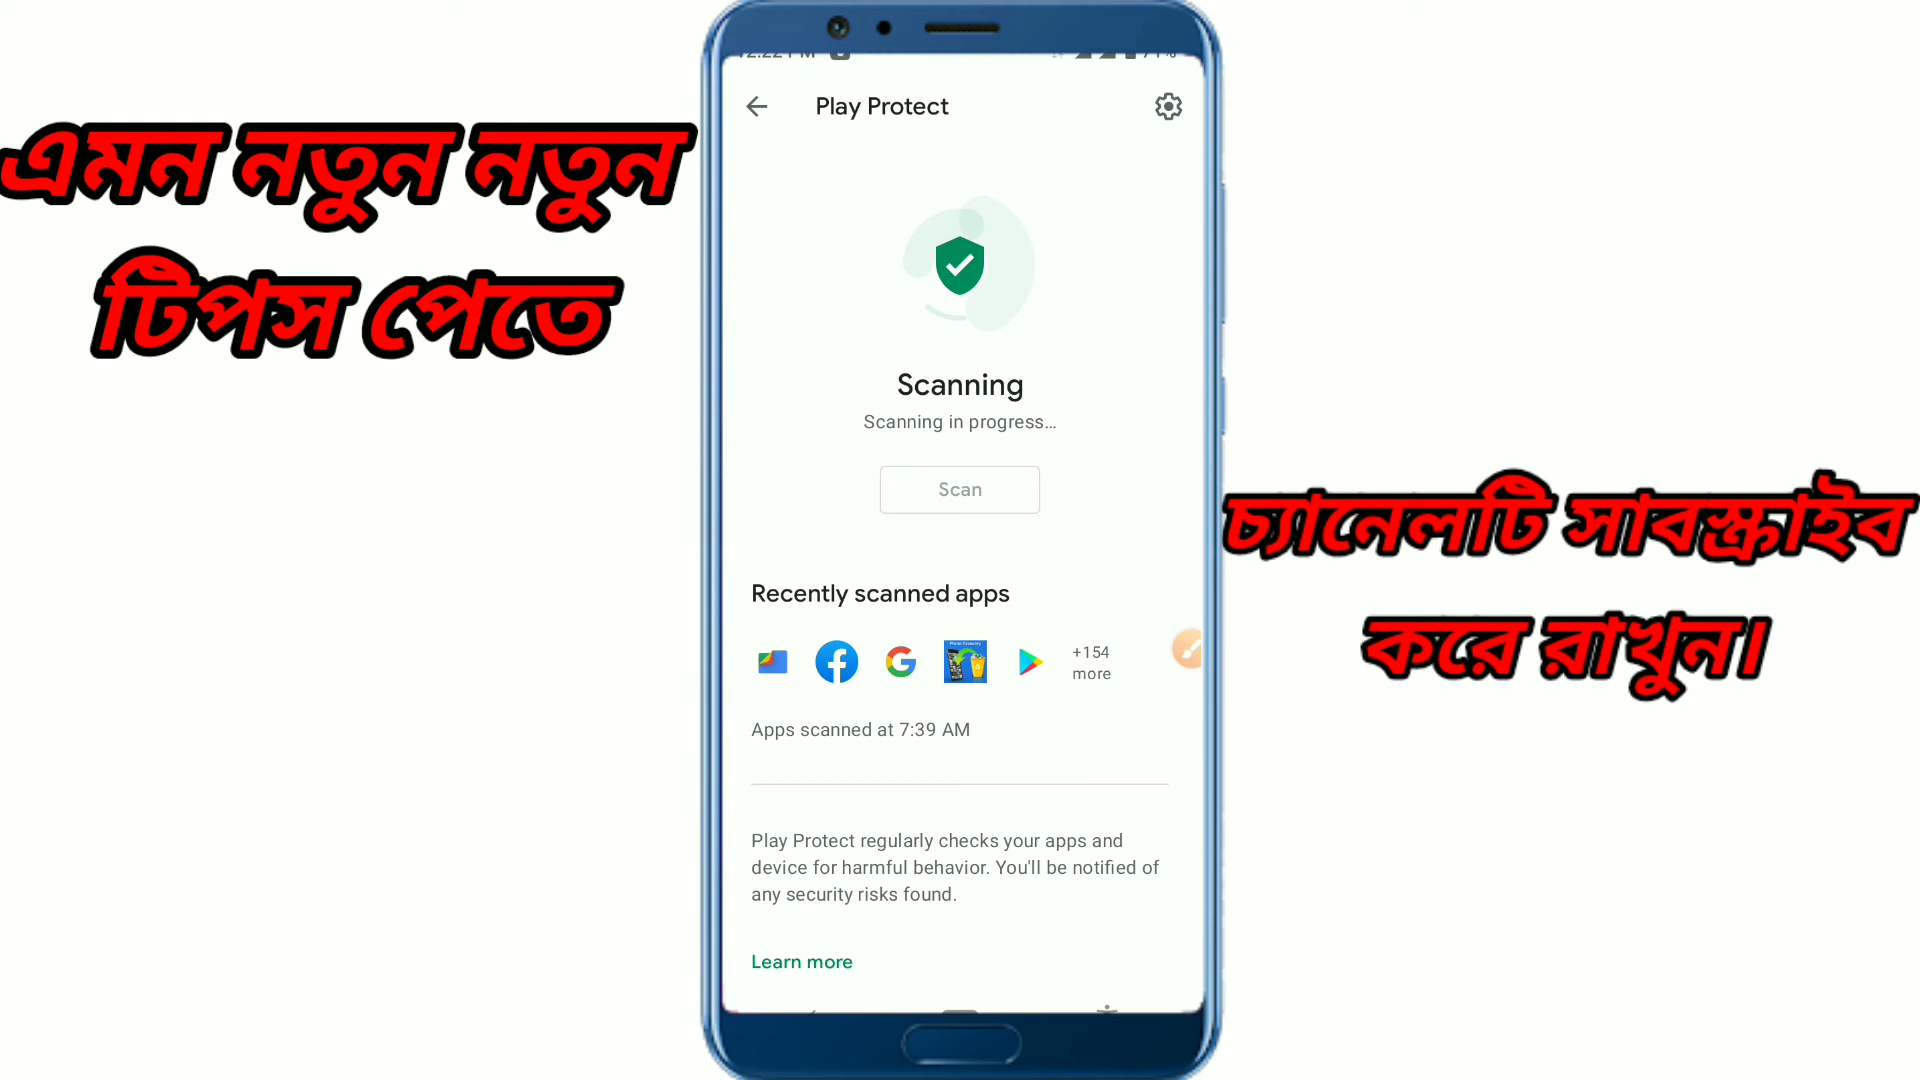 Play Protect
এমন নতুন নতুন
টিপস পেতে
Scanning
Scanning in progress...
Scan
চ্যানেলটি সাবস্ক্রাইব
করে রাখুন।
Recently scanned apps
+154
more
Apps scanned at 7:39 AM
Play Protect regularly checks your apps and
device for harmful behavior. You'll be notified of
any security risks found.
Learn more